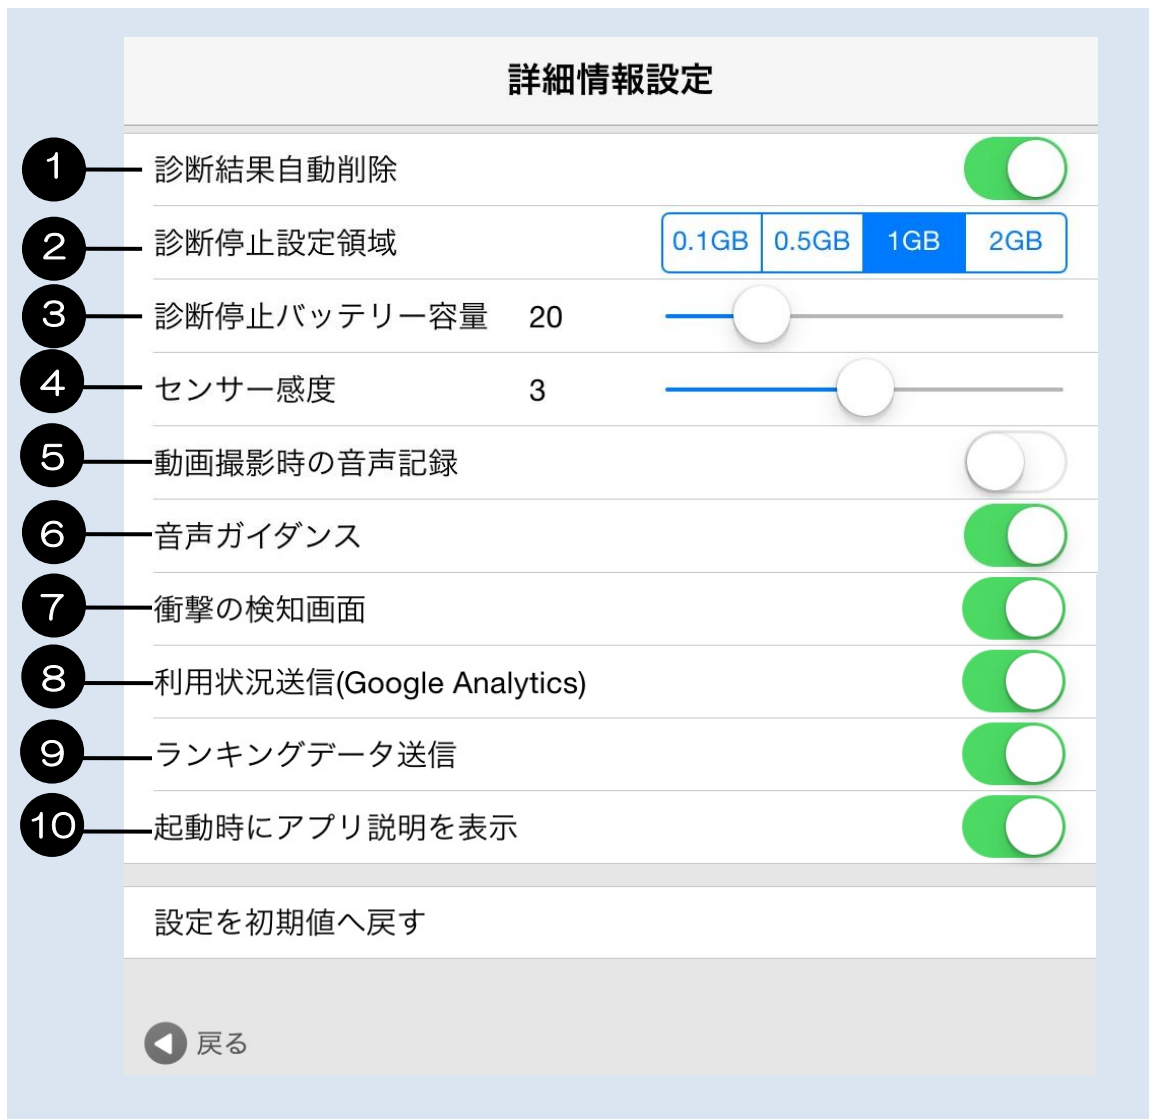 詳細情報設定
1 診断結果自動削除
2 診断停止設定領域 0.1GB 0.5GB 1GB 2GB
3 診断停止バッテリー容量 20
4 センサー感度 3
5 動画撮影時の音声記録
6 音声ガイダンス
7 衝撃の検知画面
8 利用状況送信(Google Analytics)
9 ランキングデータ送信
10 起動時にアプリ説明を表示
設定を初期値へ戻す
戻る